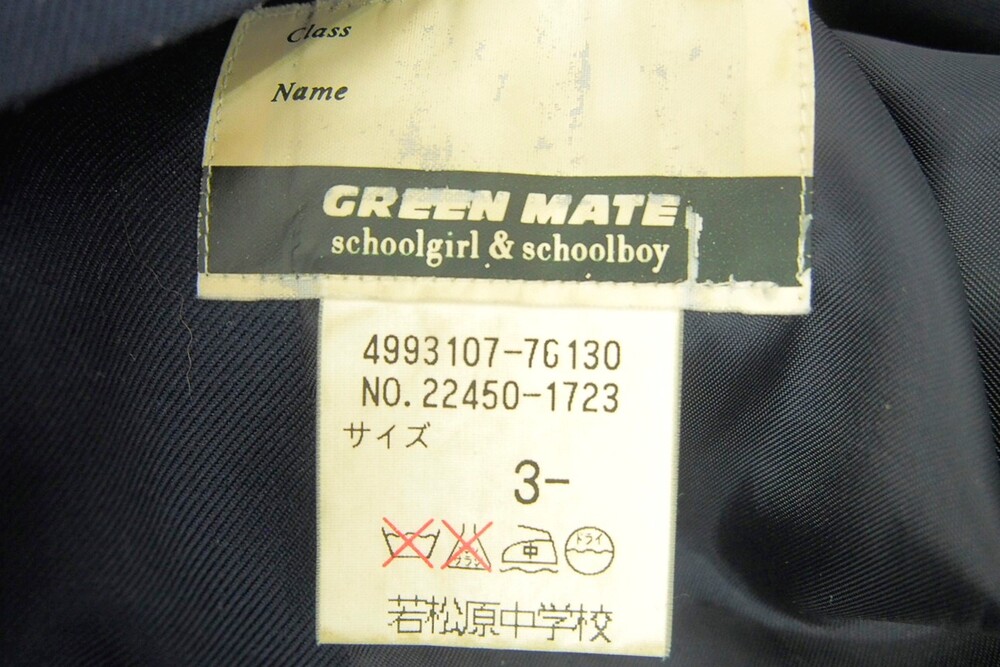 Class
Name
GREEN MATE
schoolgirl & schoolboy
4993107-7G130
NO.22450-1723
サイズ
3-
中 ドライ
若松原中学校